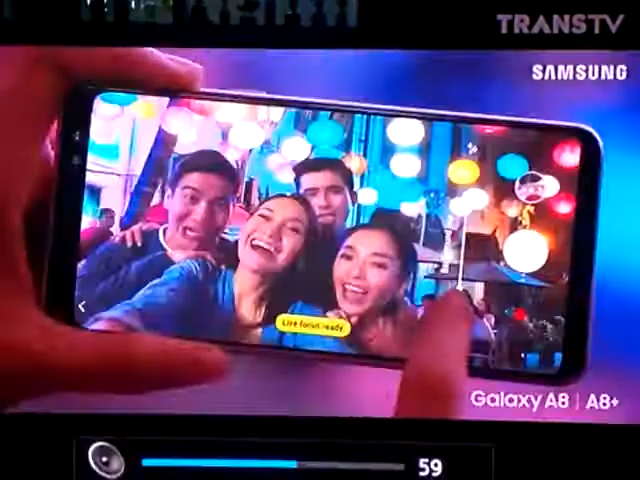 TRANSTV
SAMSUNG
Live focus ready
Galaxy A8 | A8+
59